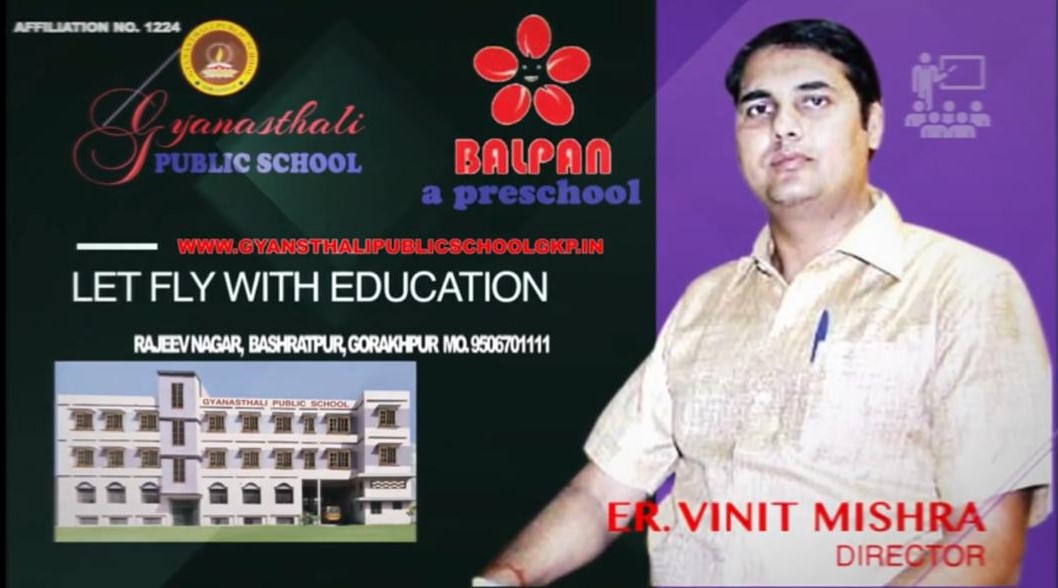 AFFILIATION NO. 1224
Gyanasthali
PUBLIC SCHOOL
BALPAN
a preschool
WWW.GYANSTHALIPUBLICSCHOOLGKP.IN
LET FLY WITH EDUCATION
RAJEEV NAGAR, BASHRATPUR, GORAKHPUR MO. 9506701111
GYANASTHALI PUBLIC SCHOOL
ER. VINIT MISHRA
DIRECTOR